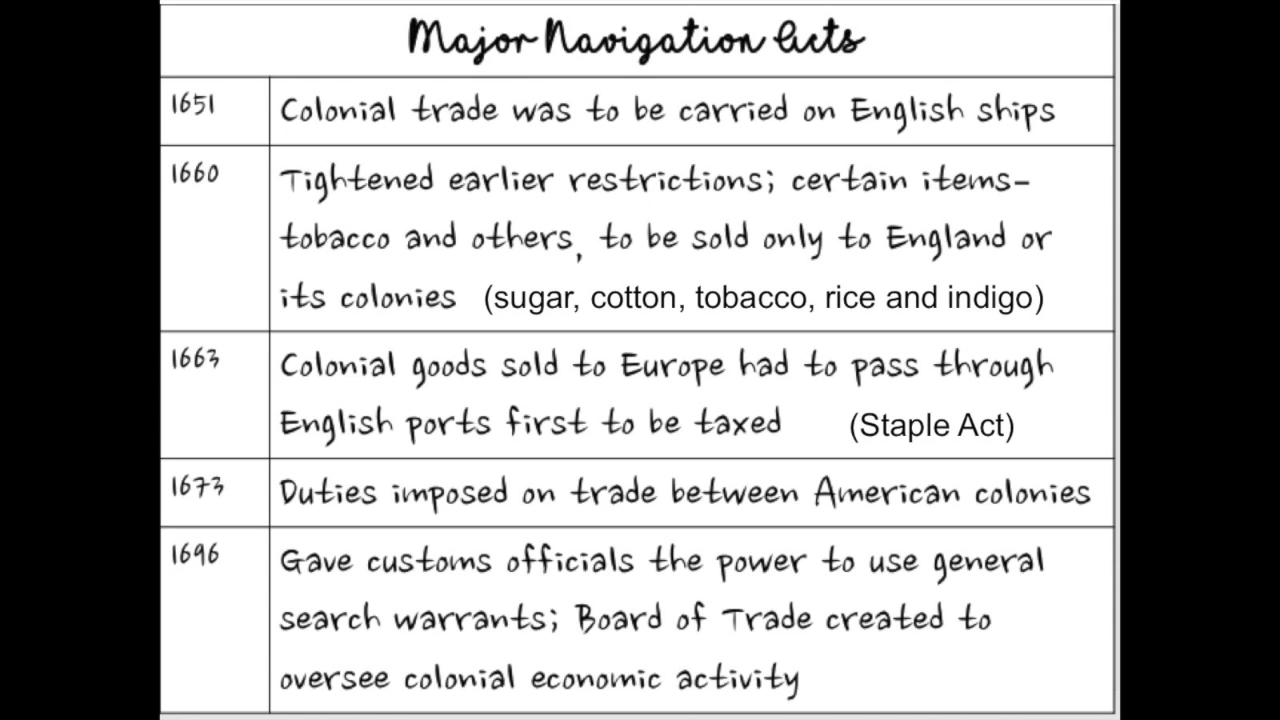 Major Navigation Acts
1651
Colonial trade was to be carried on English ships
1660
Tightened earlier restrictions; certain items-
tobacco and others, to be sold only to England or
its colonies (sugar, cotton, tobacco, rice and indigo)
1663
Colonial goods sold to Europe had to pass through
English ports first to be taxed (Staple Act)
1673
Duties imposed on trade between American colonies
1696
Gave customs officials the power to use general
search warrants; Board of Trade created to
oversee colonial economic activity